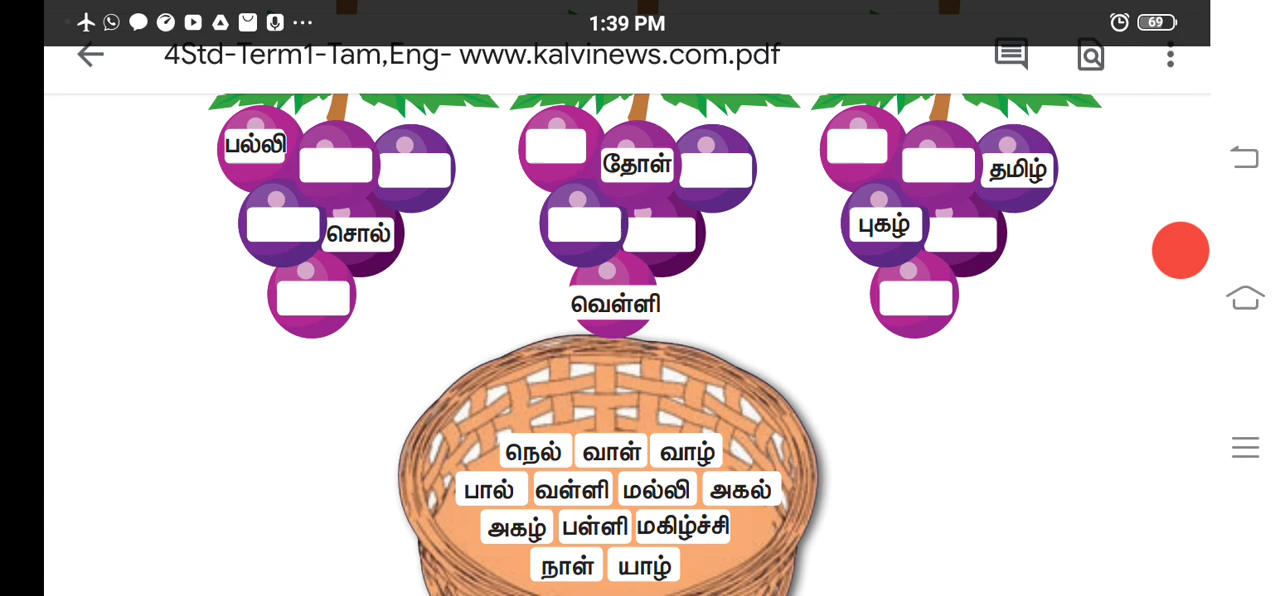 1:39 PM
69
4Std-Term1-Tam,Eng- www.kalvinews.com.pdf
பல்லி
சொல்
தோள்
வெள்ளி
தமிழ்
புகழ்
நெல் வாள் வாழ்
பால் வள்ளி மல்லி அகல்
அகழ் பள்ளி மகிழ்ச்சி
நாள் யாழ்